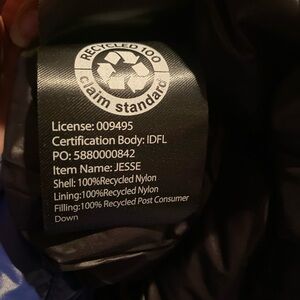 RECYCLED 100
claim standard
License: 009495
Certification Body: IDFL
PO: 5880000842
Item Name: JESSE
Shell: 100%Recycled Nylon
Lining:100%Recycled Nylon
Filling:100% Recycled Post Consumer
Down